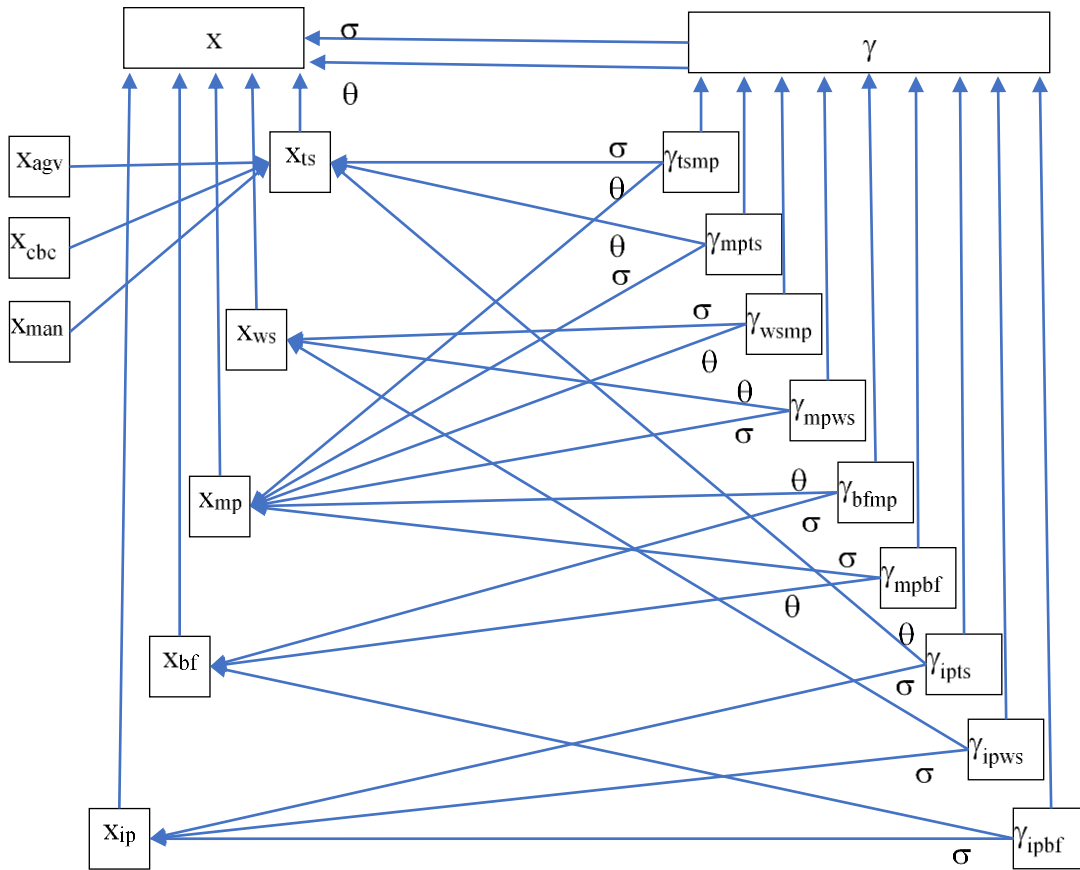 x
σ
γ
θ
xagv
xts
σ
γtsmp
θ
xcbc
θ
γmpts
σ
xman
xws
σ
γwsmp
θ
θ
γmpws
σ
xmp
θ
γbfmp
σ
σ
γmpbf
θ
xbf
θ
γipts
σ
γipws
σ
xip
γipbf
σ